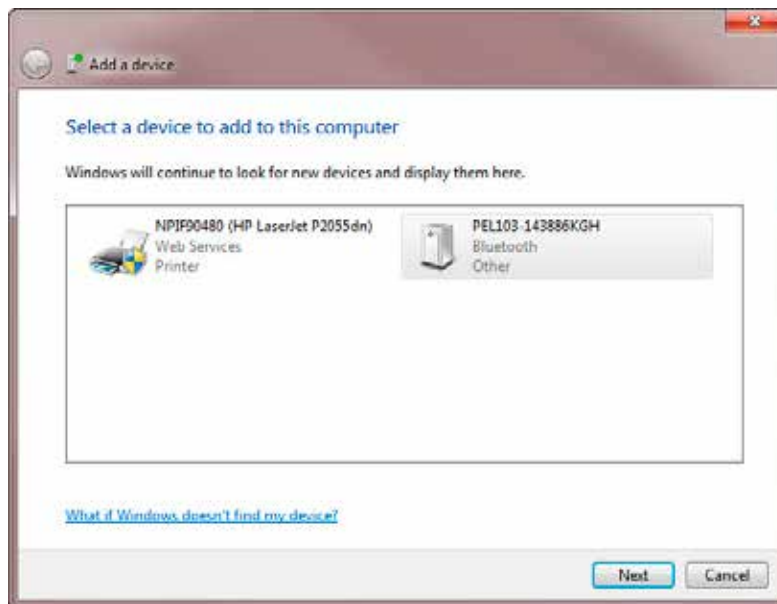 Add a device
Select a device to add to this computer
Windows will continue to look for new devices and display them here.
NPIF90480 (HP LaserJet P2055dn)
Web Services
Printer
PEL103-143886KGH
Bluetooth
Other
What if Windows doesn't find my device?
Next
Cancel